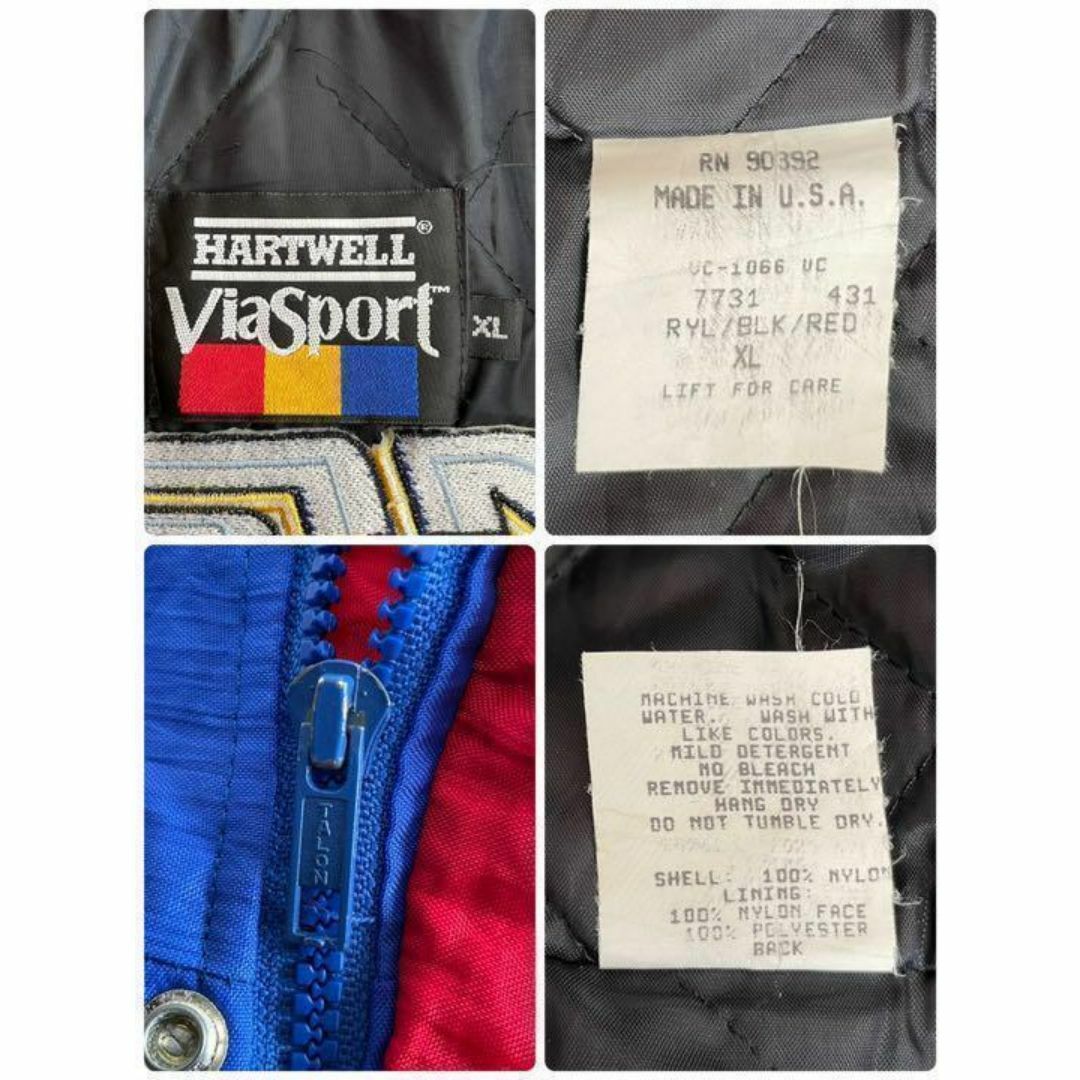 HARTWELL®
ViaSport™
XL
RN 90392
MADE IN U.S.A.
VC-1066 VC
7731 431
RYL/BLK/RED
XL
LIFT FOR CARE
TALON
MACHINE WASH COLD
WATER. WASH WITH
LIKE COLORS.
MILD DETERGENT
NO BLEACH
REMOVE IMMEDIATELY
HANG DRY
DO NOT TUMBLE DRY.
SHELL: 100% NYLON
LINING:
100% NYLON FACE
100% POLYESTER
BACK